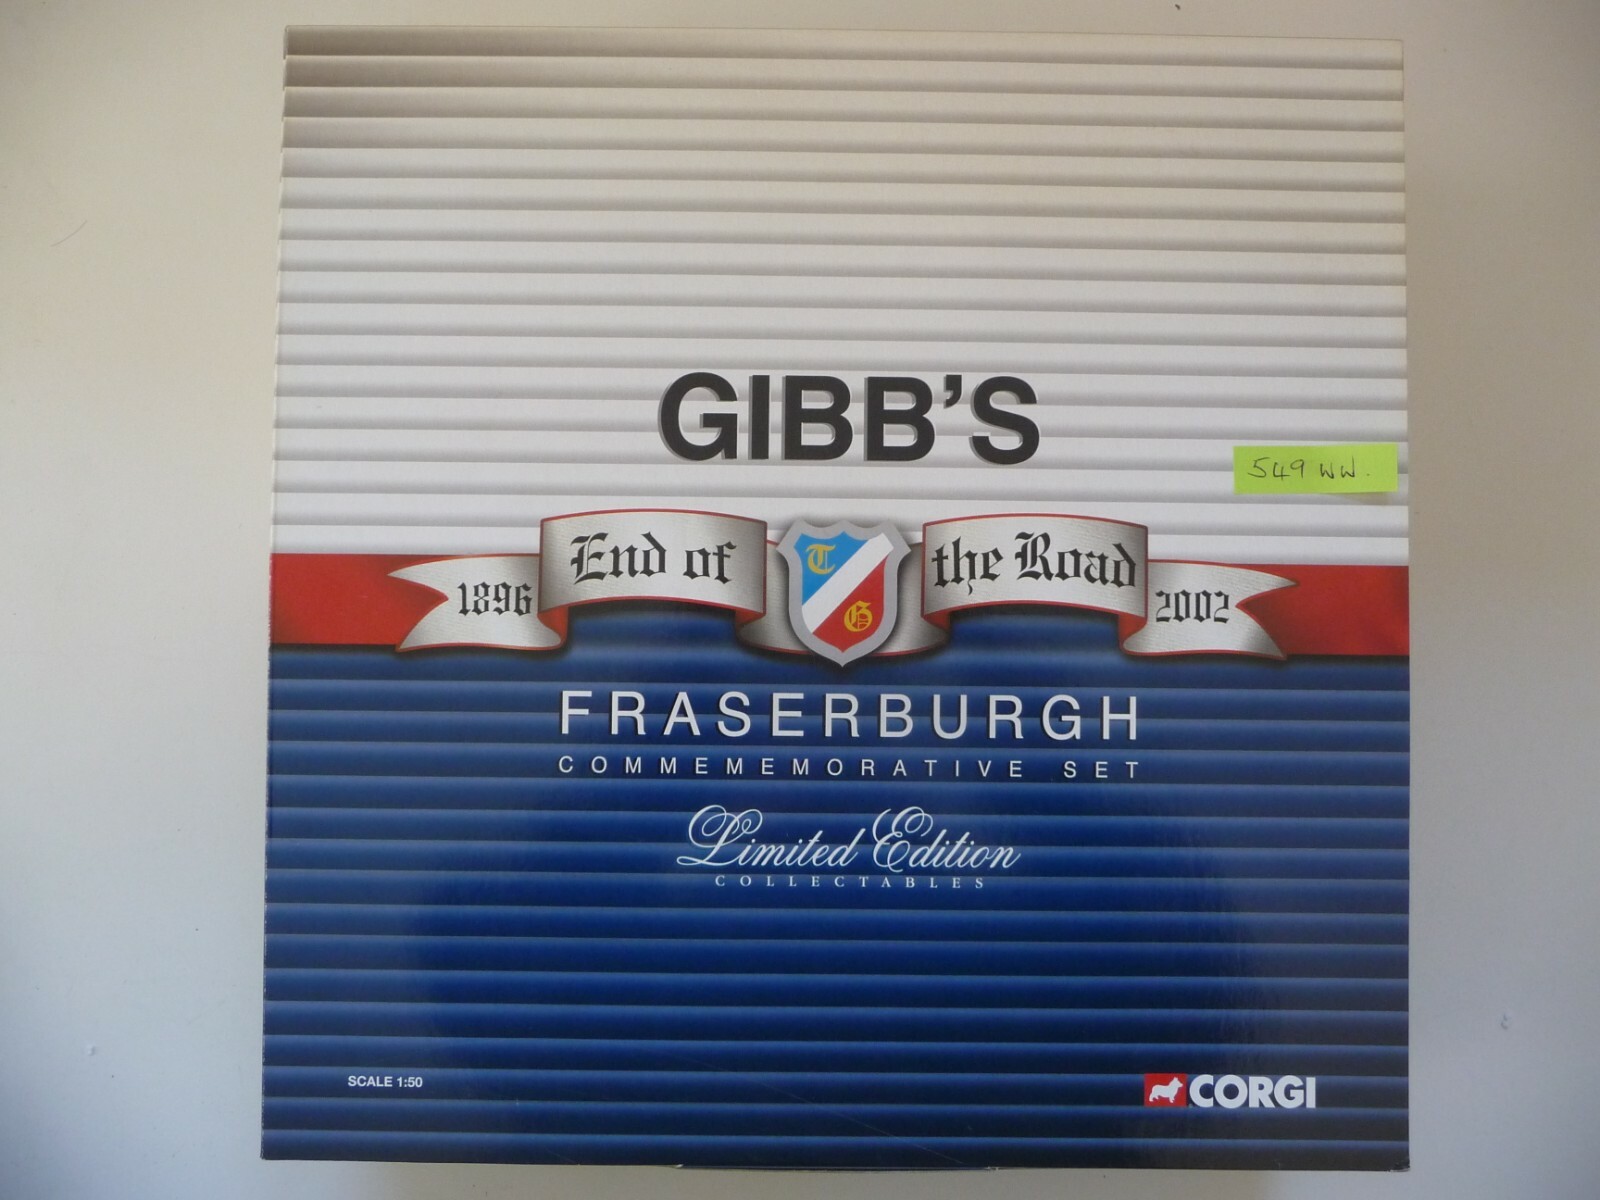 GIBB'S
549 WW.
1896 End of the Road 2002
T
G
FRASERBURGH
COMMEMEMORATIVE SET
Limited Edition
COLLECTABLES
SCALE 1:50
CORGI